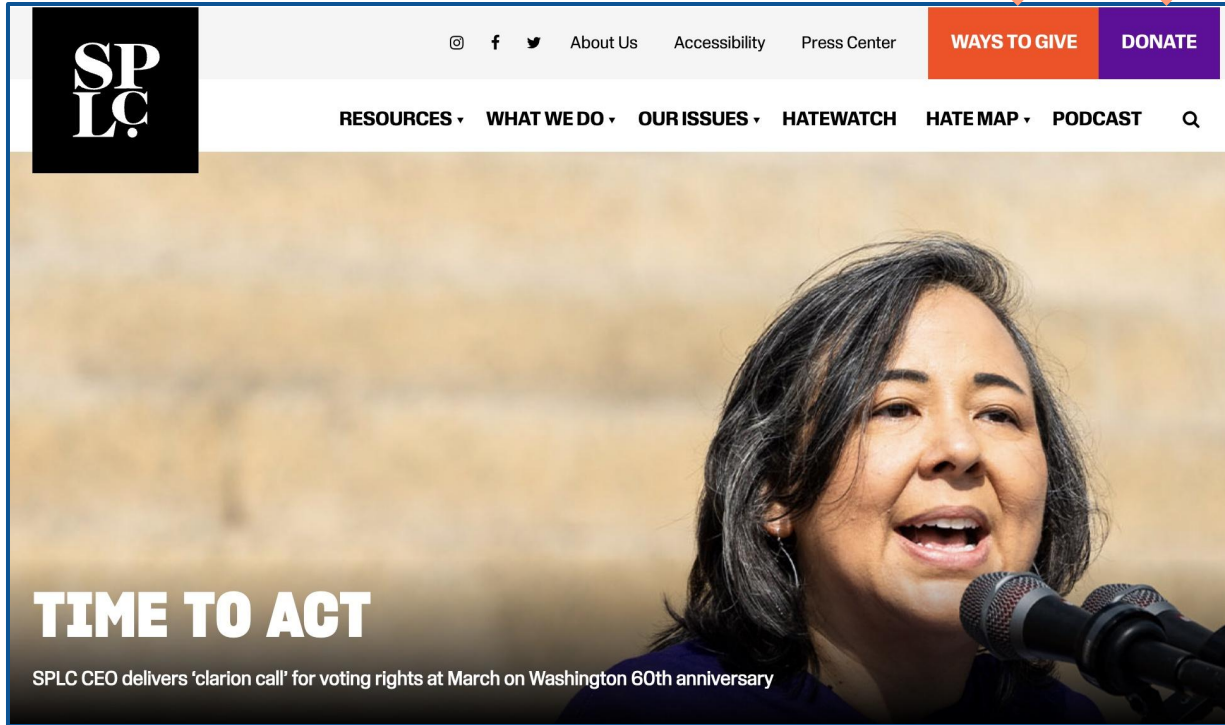 SP
LC.
About Us Accessibility Press Center WAYS TO GIVE DONATE
RESOURCES WHAT WE DO OUR ISSUES HATEWATCH HATE MAP PODCAST
TIME TO ACT
SPLC CEO delivers ‘clarion call’ for voting rights at March on Washington 60th anniversary